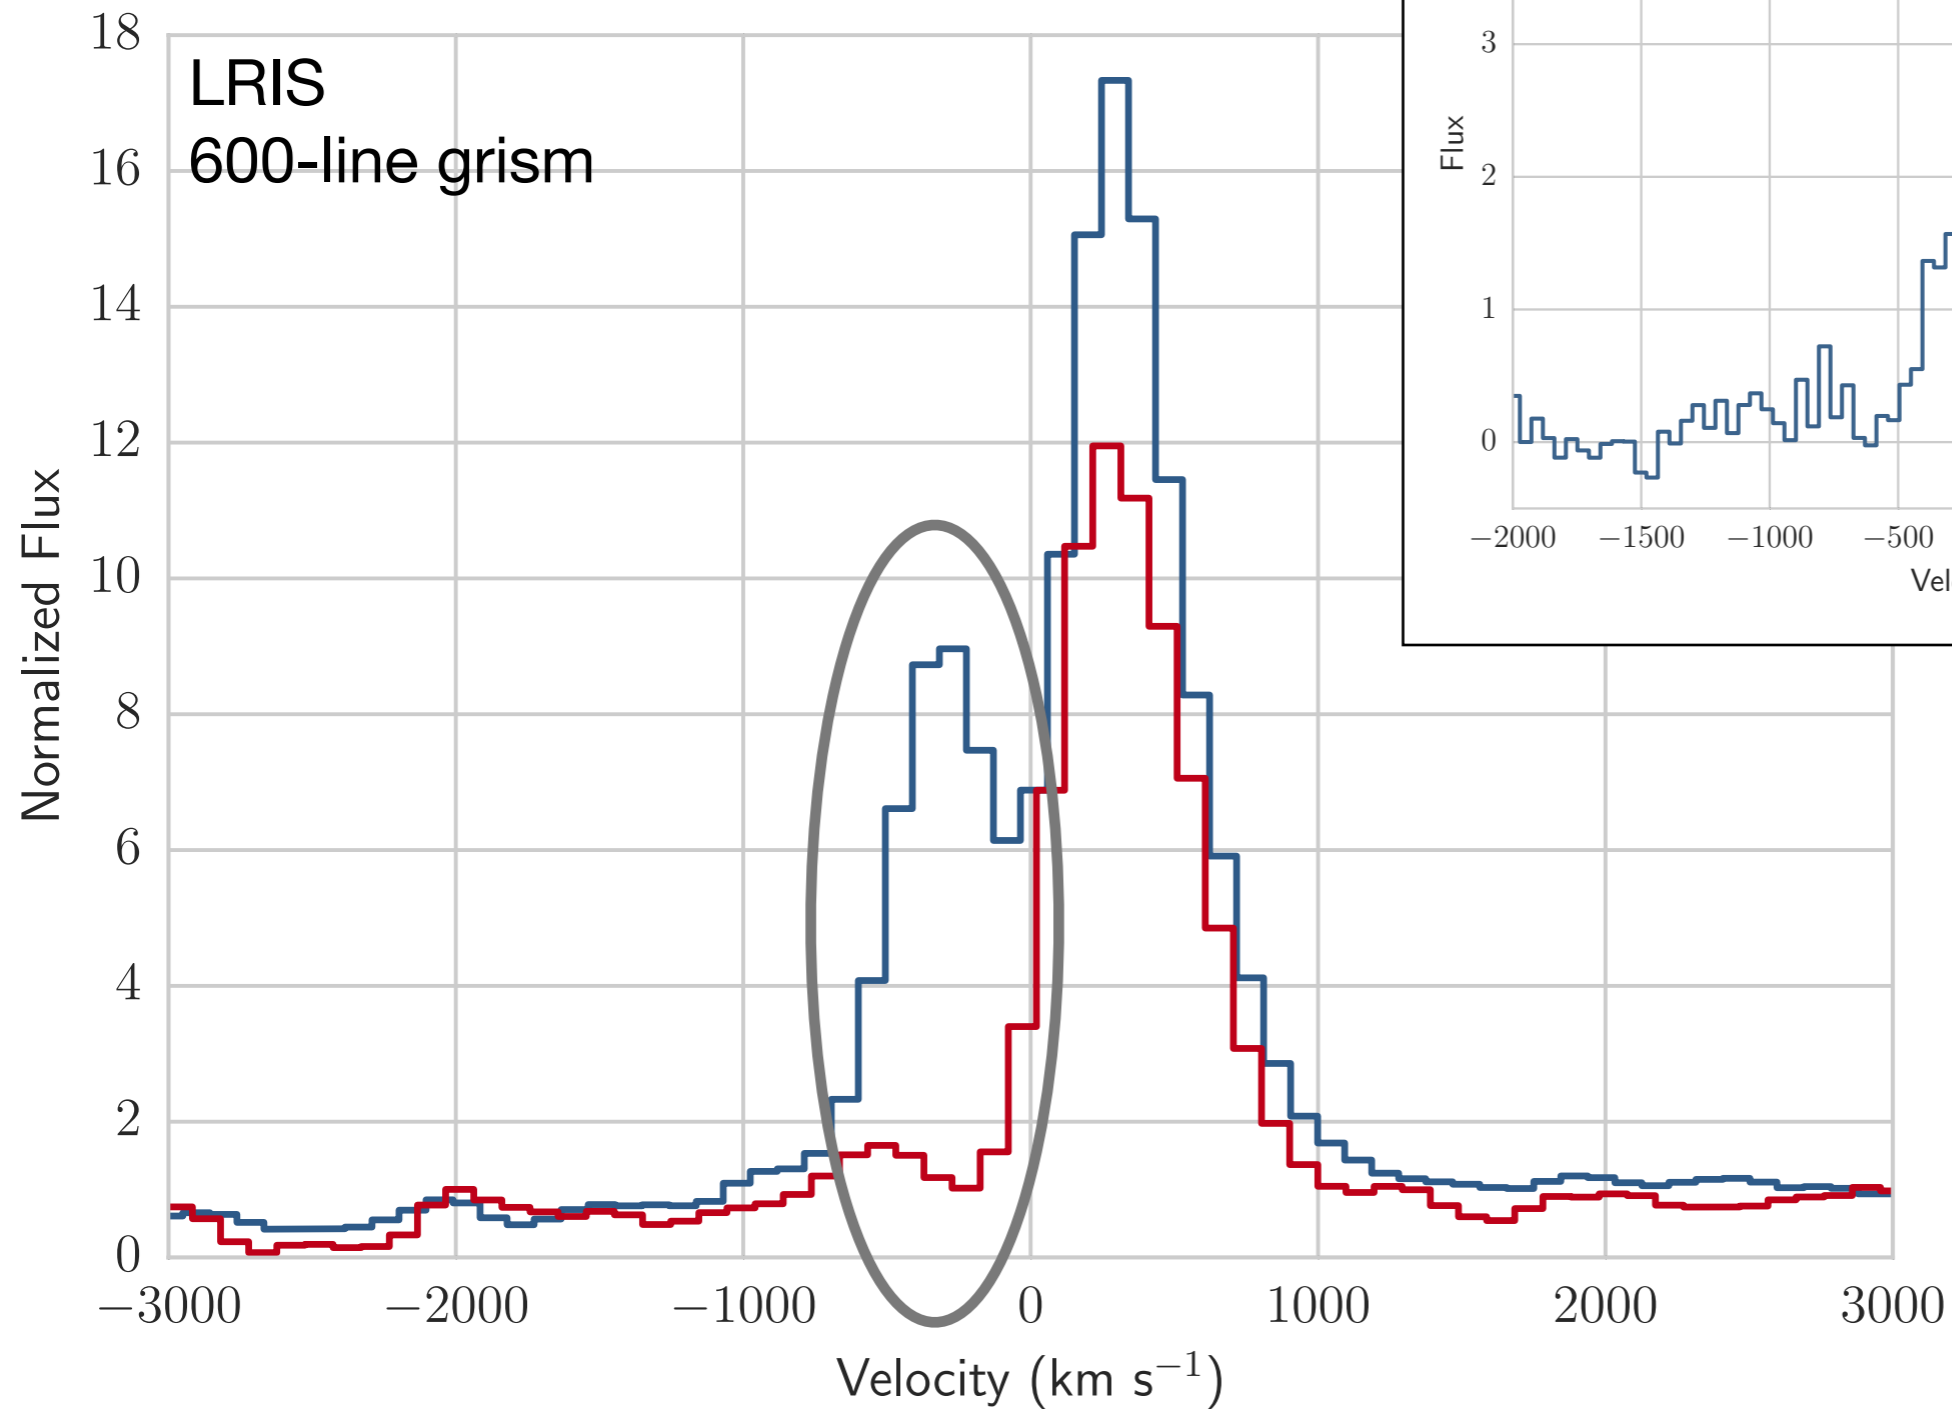 LRIS
600-line grism
Normalized Flux
18
16
14
12
10
8
6
4
2
0
−3000 −2000 −1000 0 1000 2000 3000
Velocity (km s⁻¹)
Flux
3
2
1
0
−2000 −1500 −1000 −500
Vel